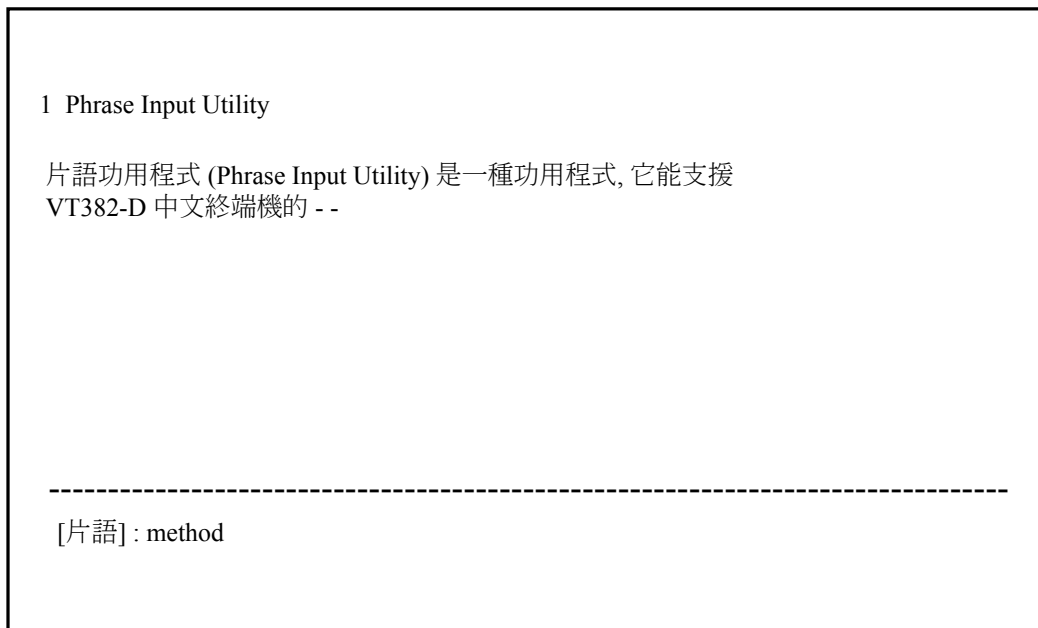 1 Phrase Input Utility
片語功用程式 (Phrase Input Utility) 是一種功用程式, 它能支援
VT382-D 中文終端機的 - -
[片語] : method